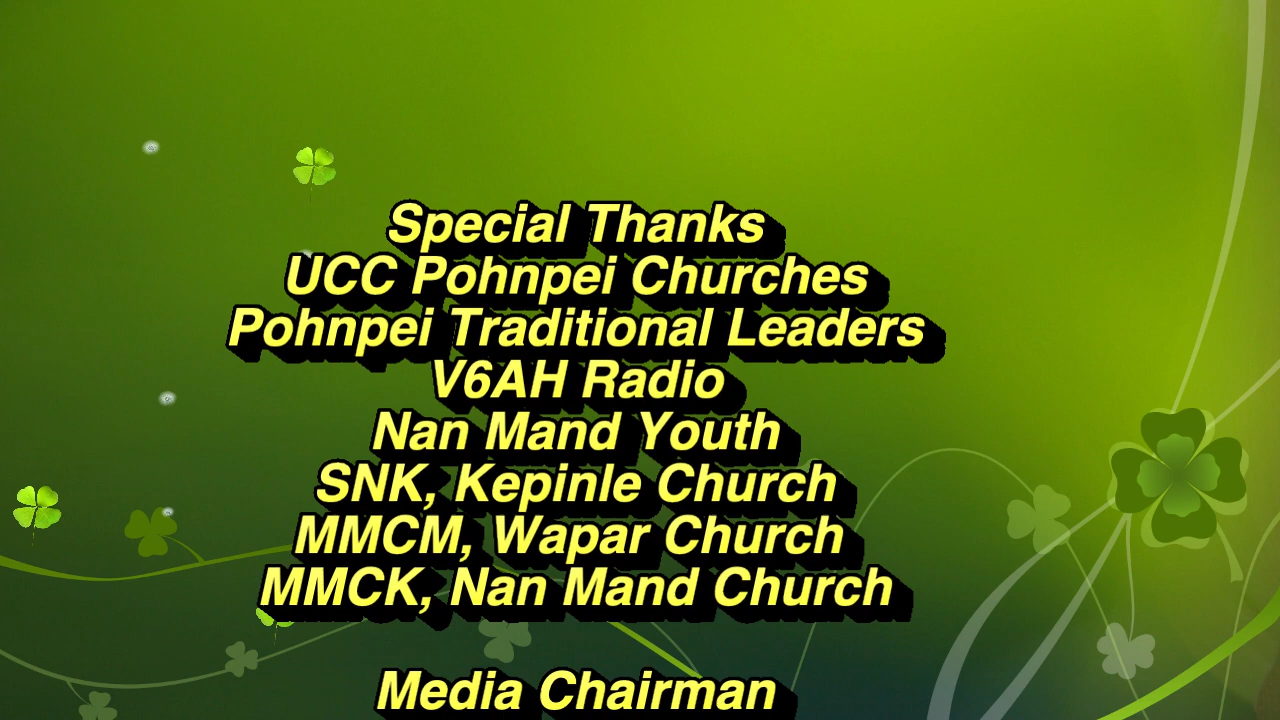 Special Thanks
UCC Pohnpei Churches
Pohnpei Traditional Leaders
V6AH Radio
Nan Mand Youth
SNK, Kepinle Church
MMCM, Wapar Church
MMCK, Nan Mand Church
Media Chairman